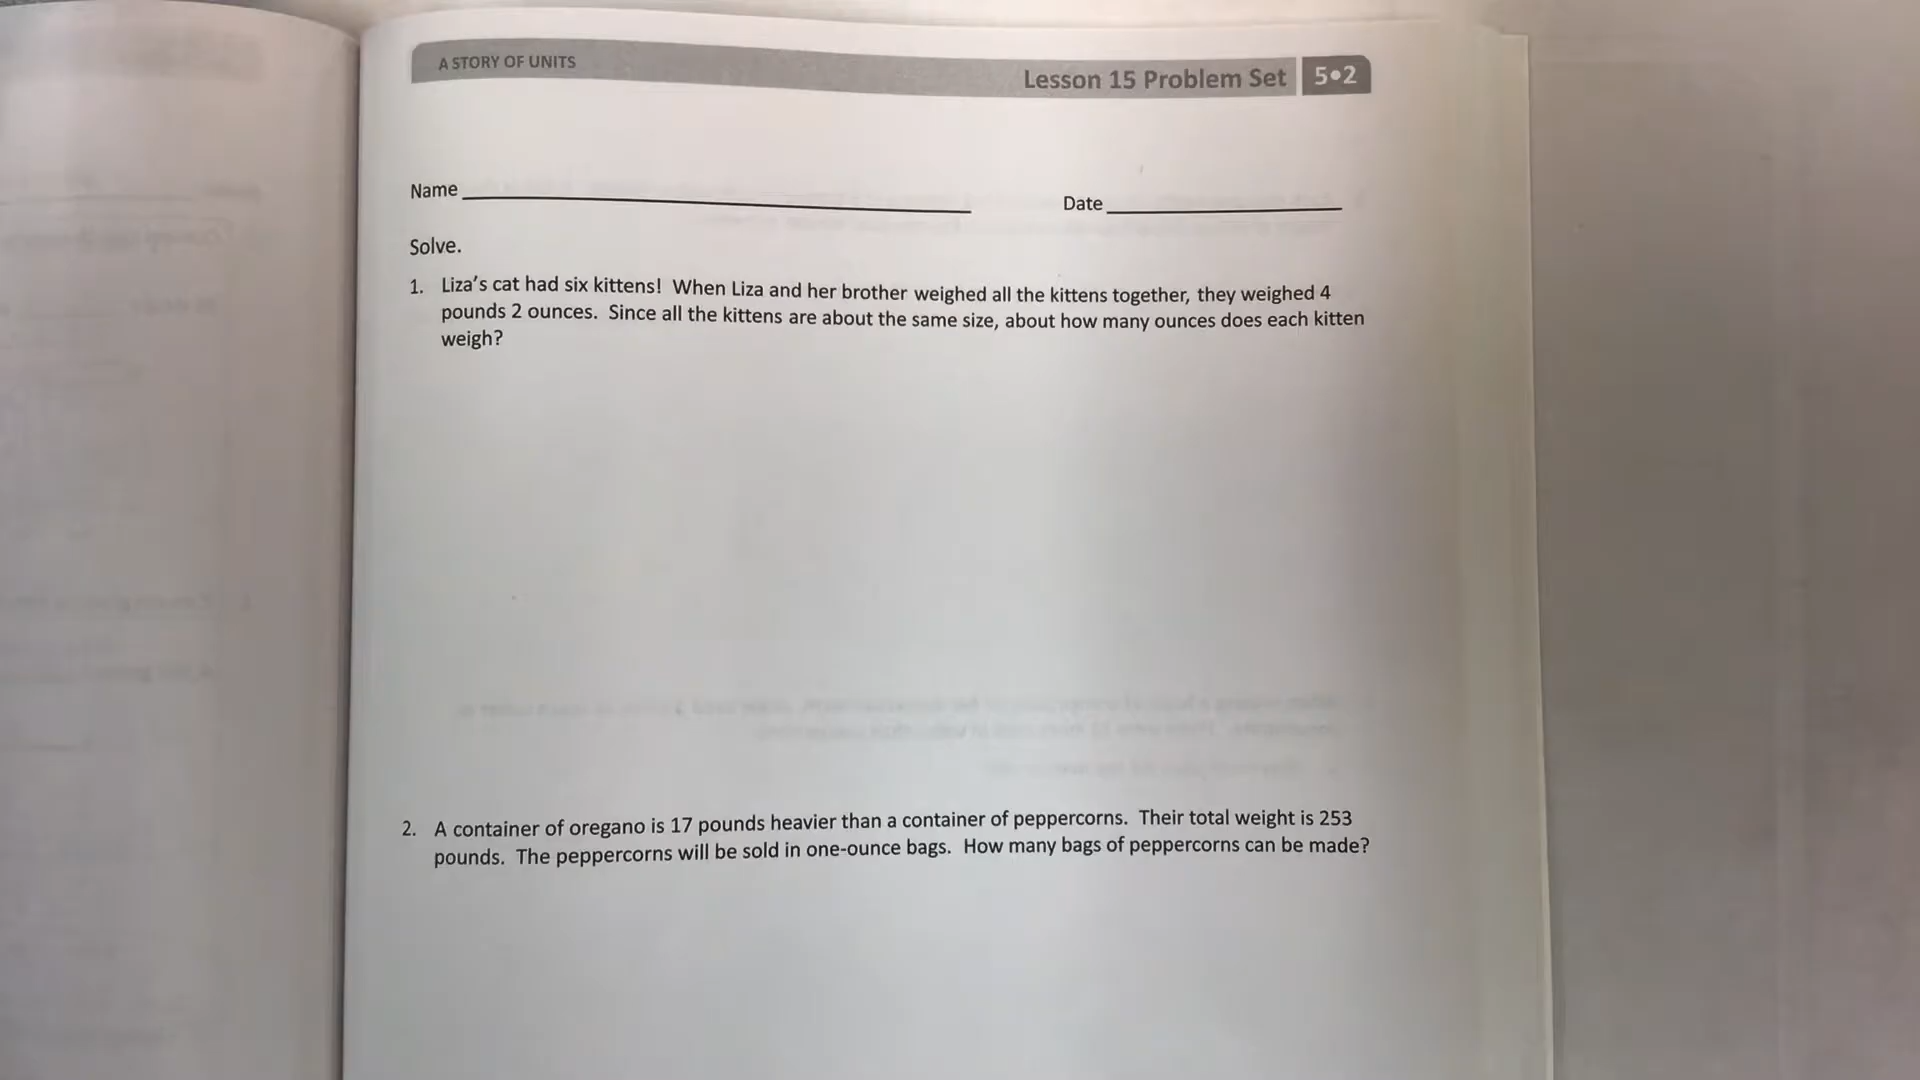 A STORY OF UNITS
Lesson 15 Problem Set 5•2
Name
Date
Solve.
1. Liza's cat had six kittens! When Liza and her brother weighed all the kittens together, they weighed 4
pounds 2 ounces. Since all the kittens are about the same size, about how many ounces does each kitten
weigh?
2. A container of oregano is 17 pounds heavier than a container of peppercorns. Their total weight is 253
pounds. The peppercorns will be sold in one-ounce bags. How many bags of peppercorns can be made?